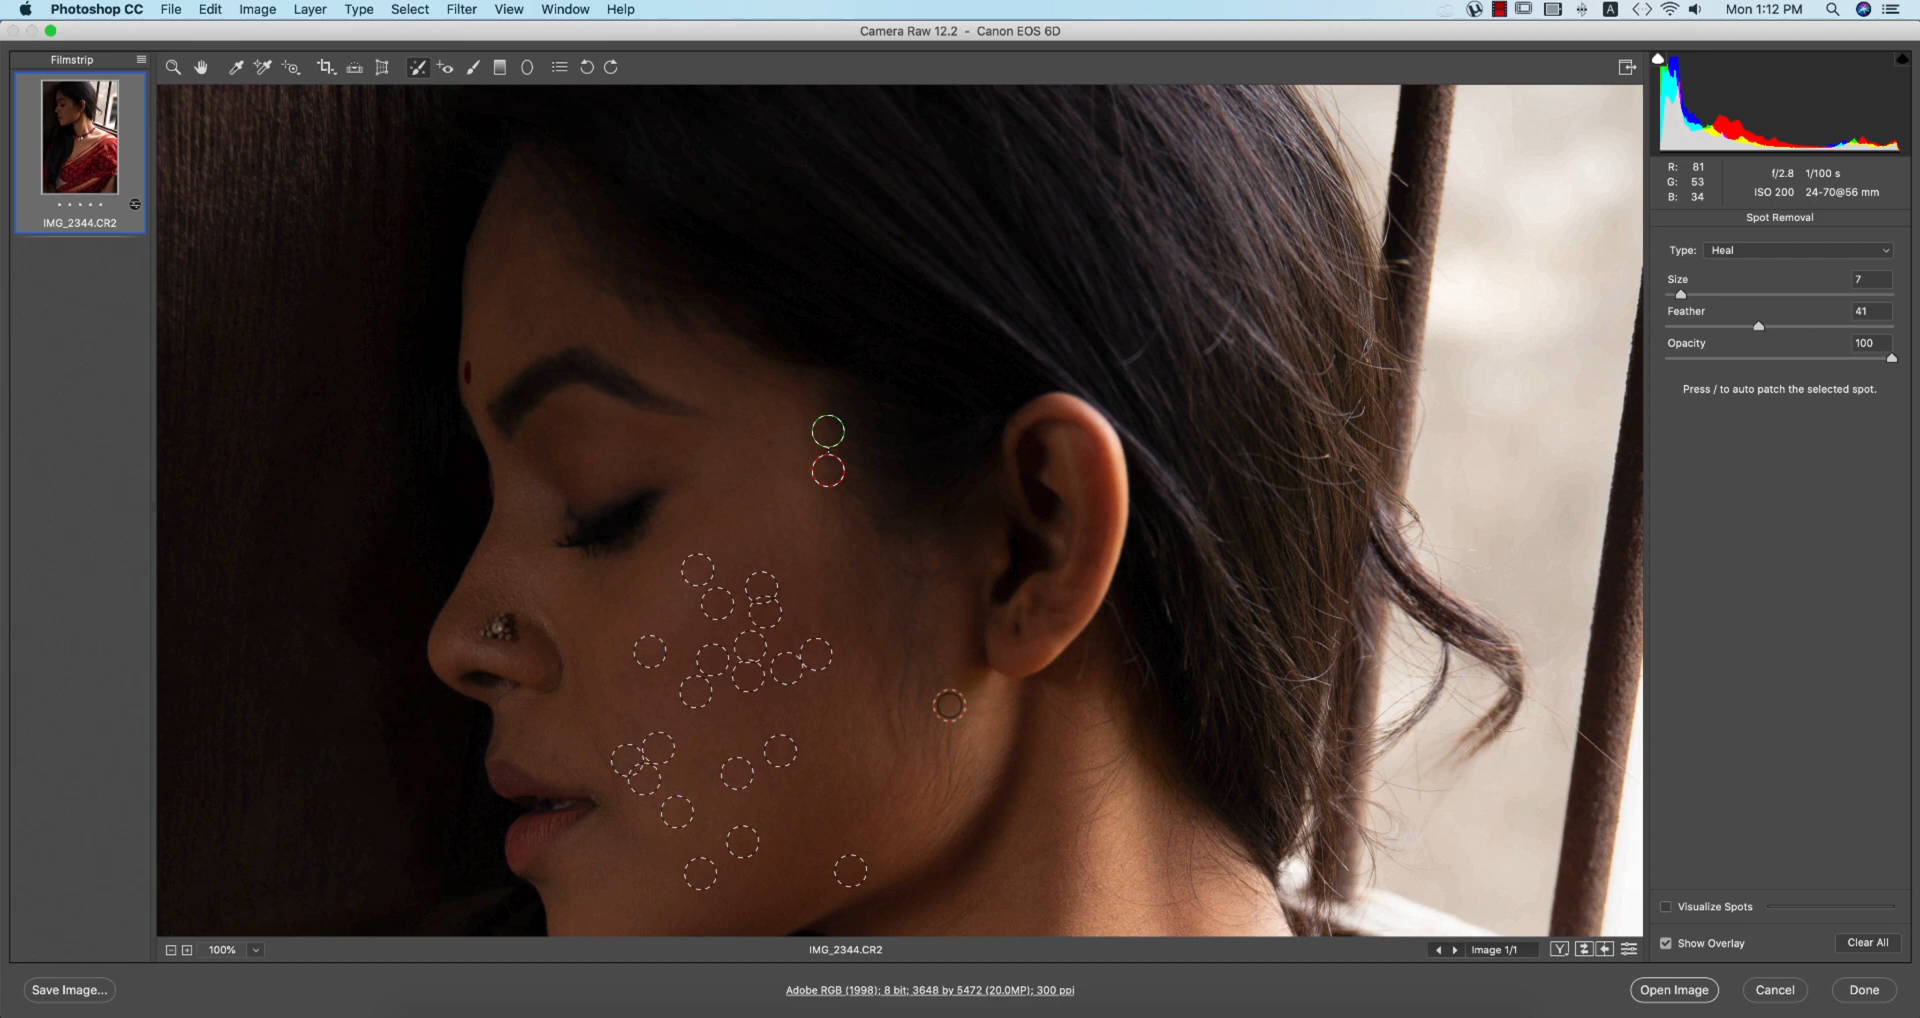 Photoshop CC File Edit Image Layer Type Select Filter View Window Help A Mon 1:12 PM
Camera Raw 12.2 - Canon EOS 6D
Filmstrip
IMG_2344.CR2
R: 81
G: 53
B: 34
f/2.8 1/100 s
ISO 200 24-70@56 mm
Spot Removal
Type: Heal
Size 7
Feather 41
Opacity 100
Press / to auto patch the selected spot.
Visualize Spots
Show Overlay Clear All
100% IMG_2344.CR2 Image 1/1 Y
Save Image... Adobe RGB (1998); 8 bit; 3648 by 5472 (20.0MP); 300 ppi Open Image Cancel Done